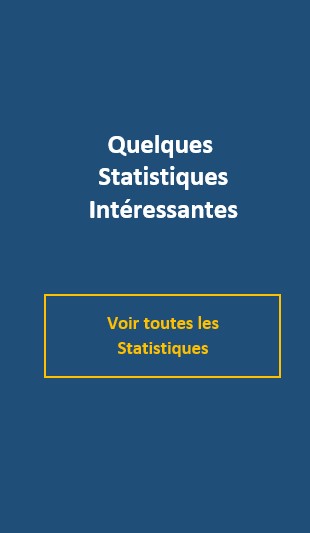 Quelques
Statistiques
Intéressantes
Voir toutes les
Statistiques